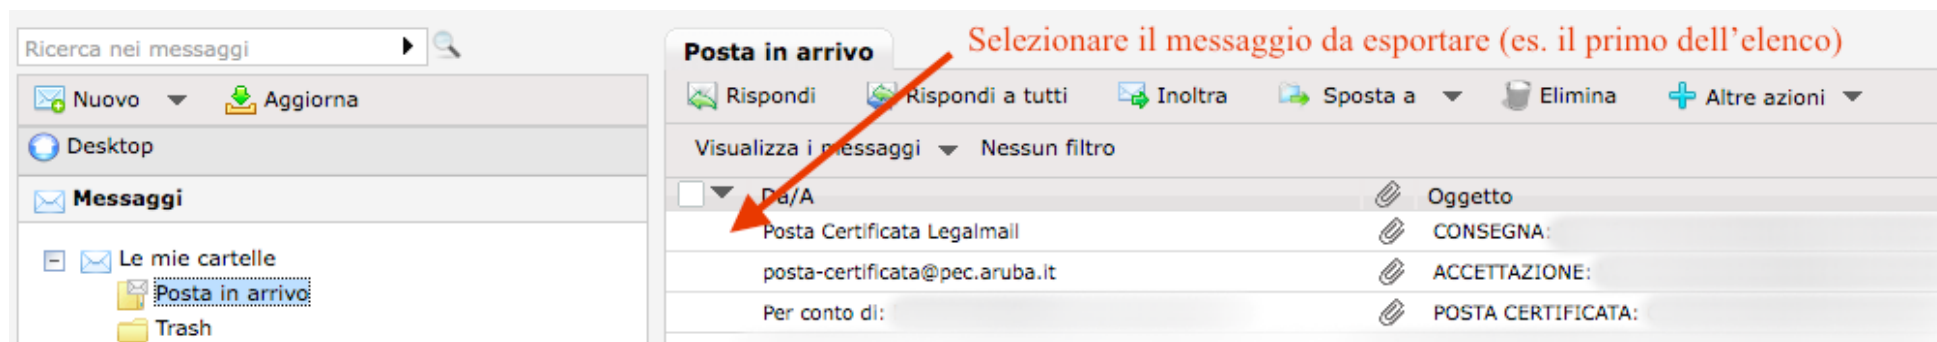 Ricerca nei messaggi
Nuovo Aggiorna
Desktop
Messaggi
Le mie cartelle
Posta in arrivo
Trash
Posta in arrivo
Selezionare il messaggio da esportare (es. il primo dell'elenco)
Rispondi Rispondi a tutti Inoltra Sposta a Elimina Altre azioni
Visualizza i messaggi Nessun filtro
Da/A Oggetto
Posta Certificata Legalmail CONSEGNA:
posta-certificata@pec.aruba.it ACCETTAZIONE:
Per conto di: POSTA CERTIFICATA: